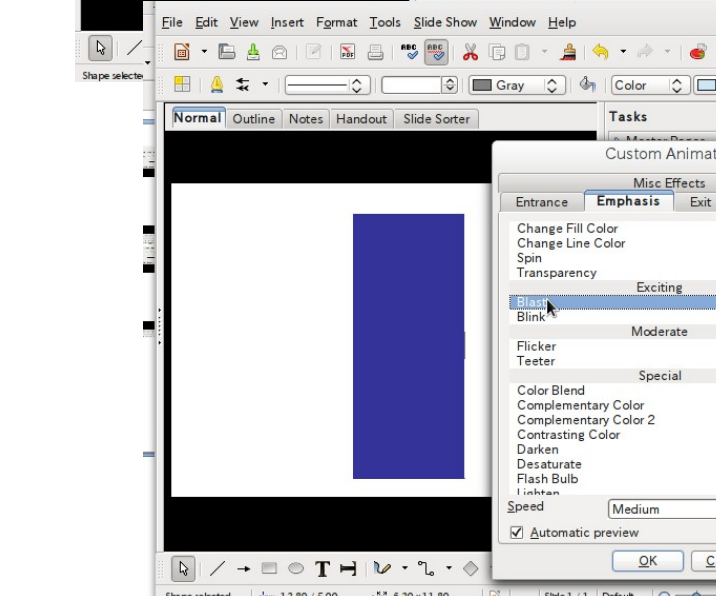 File Edit View Insert Format Tools Slide Show Window Help
Shape selected
Gray
Color
Normal Outline Notes Handout Slide Sorter
Tasks
Custom Animat
Misc Effects
Entrance Emphasis Exit
Change Fill Color
Change Line Color
Spin
Transparency
Exciting
Blast
Blink
Moderate
Flicker
Teeter
Special
Color Blend
Complementary Color
Complementary Color 2
Contrasting Color
Darken
Desaturate
Flash Bulb
Lighten
Speed Medium
Automatic preview
OK C